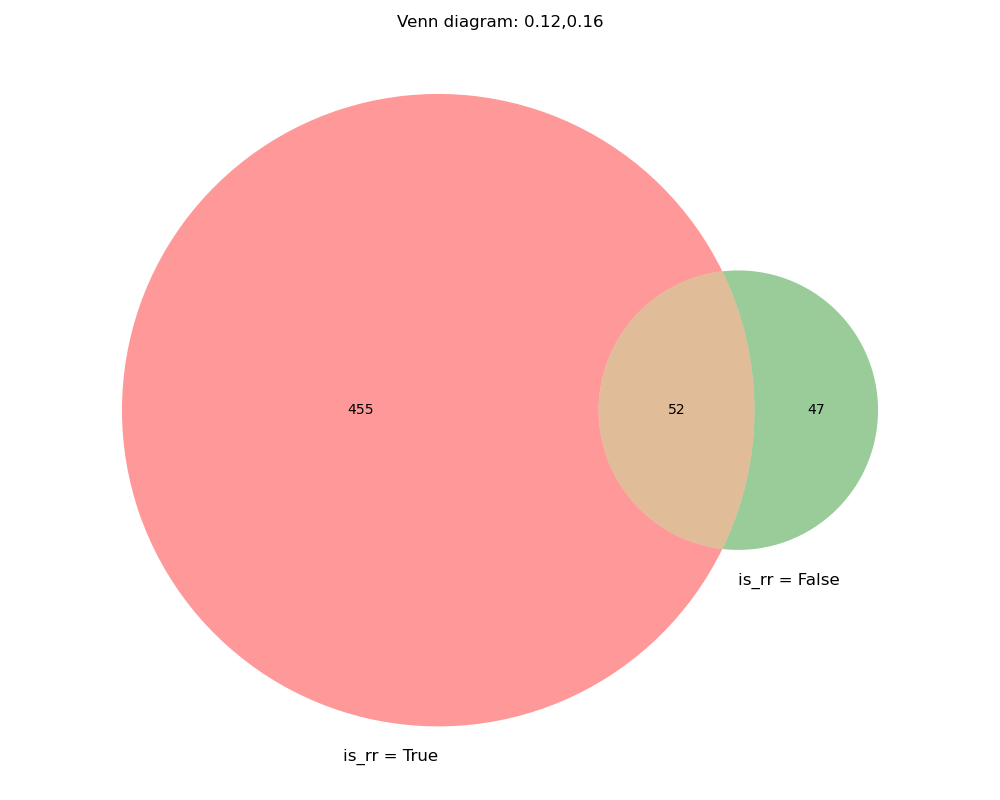 Venn diagram: 0.12,0.16
455
52
47
is_rr = False
is_rr = True